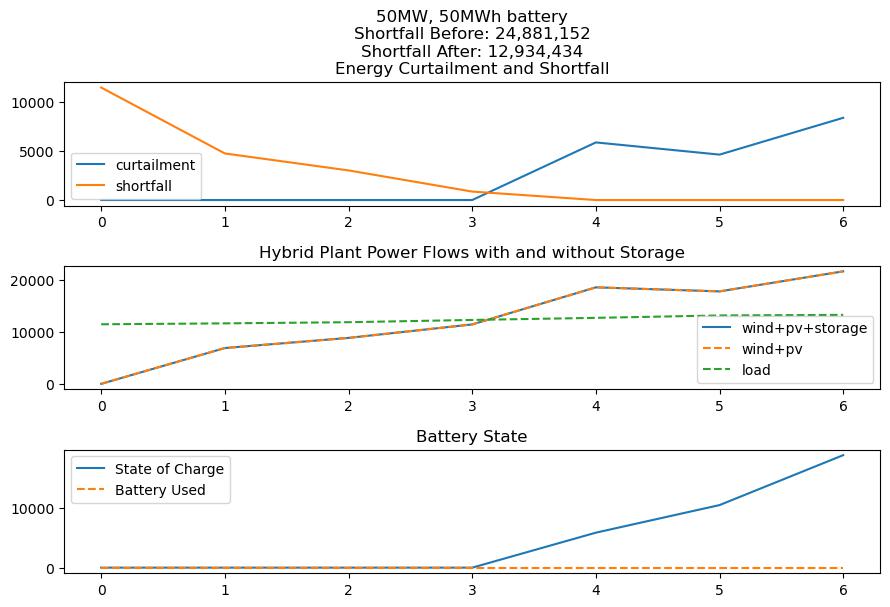 50MW, 50MWh battery
Shortfall Before: 24,881,152
Shortfall After: 12,934,434
Energy Curtailment and Shortfall
10000
5000
0
curtailment
shortfall
0 1 2 3 4 5 6
Hybrid Plant Power Flows with and without Storage
20000
10000
0
wind+pv+storage
wind+pv
load
0 1 2 3 4 5 6
Battery State
10000
0
State of Charge
Battery Used
0 1 2 3 4 5 6